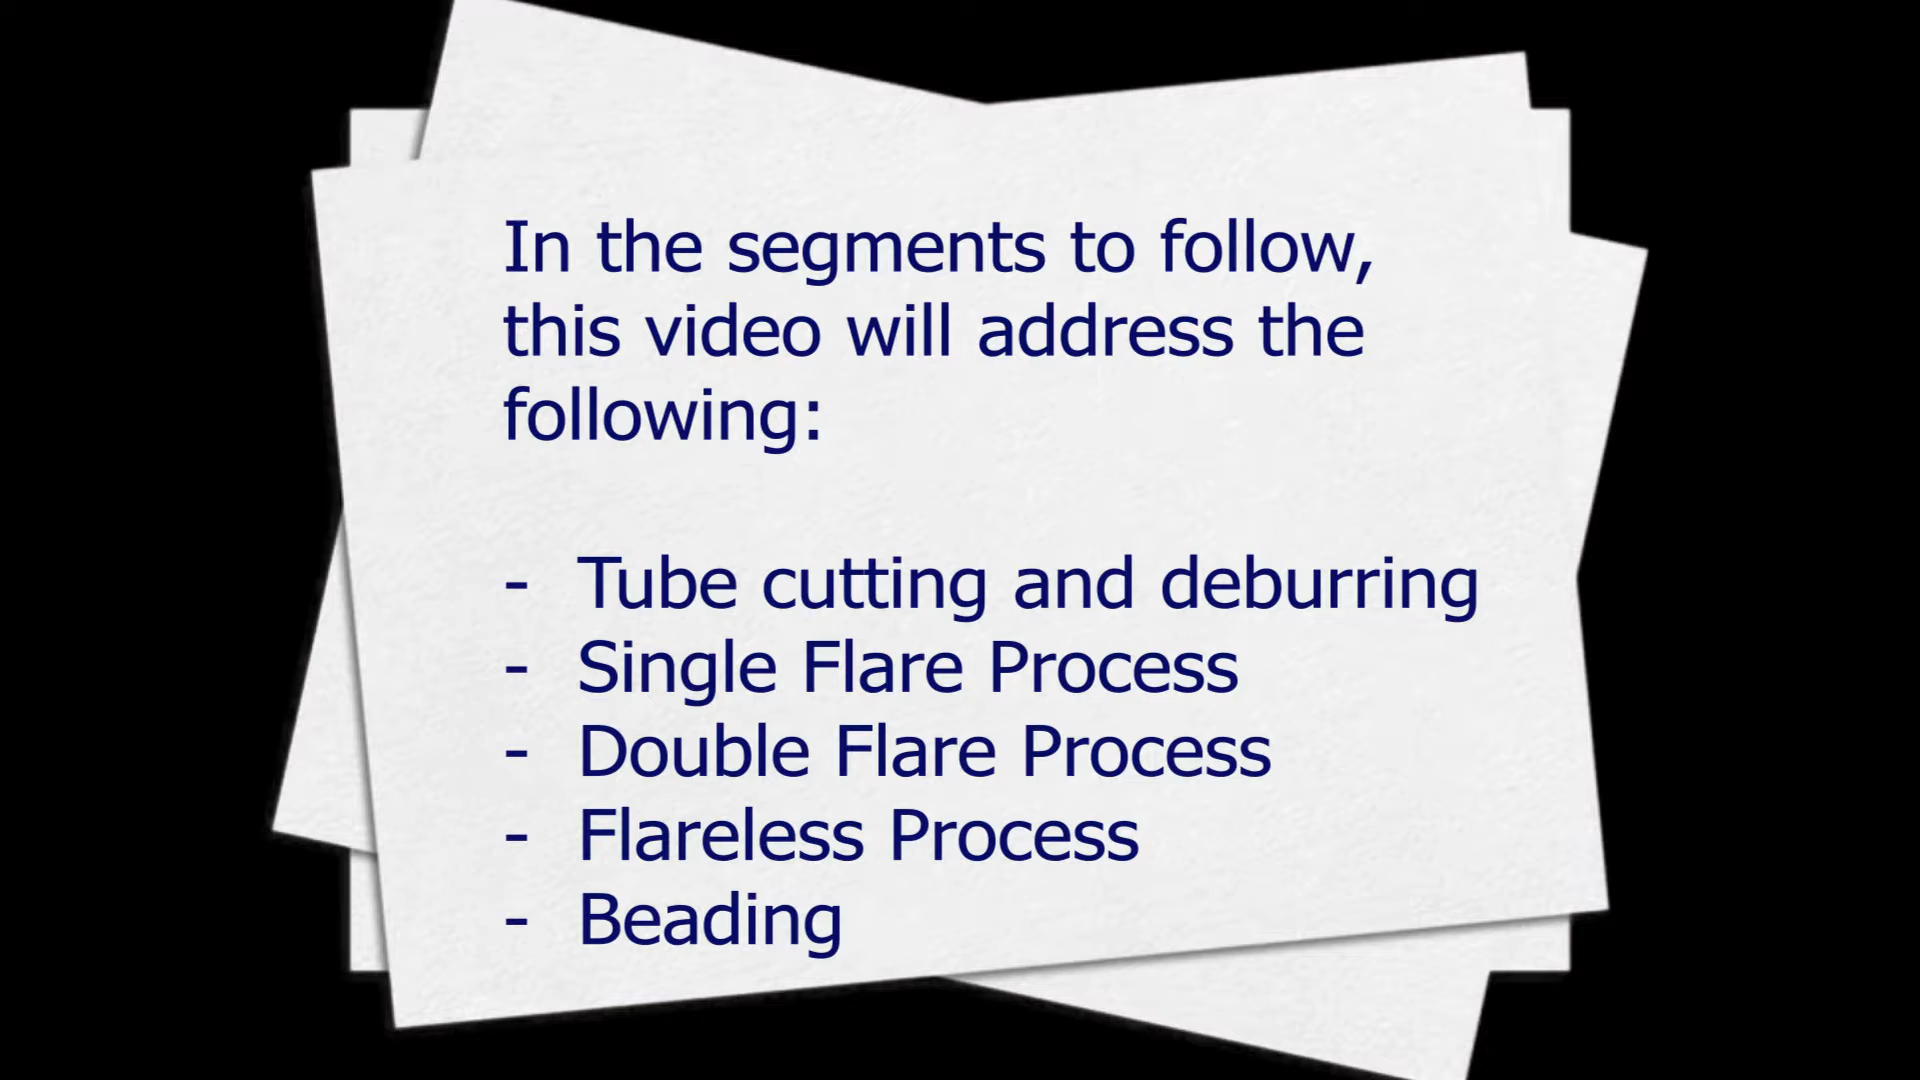 In the segments to follow,
this video will address the
following:
- Tube cutting and deburring
- Single Flare Process
- Double Flare Process
- Flareless Process
- Beading